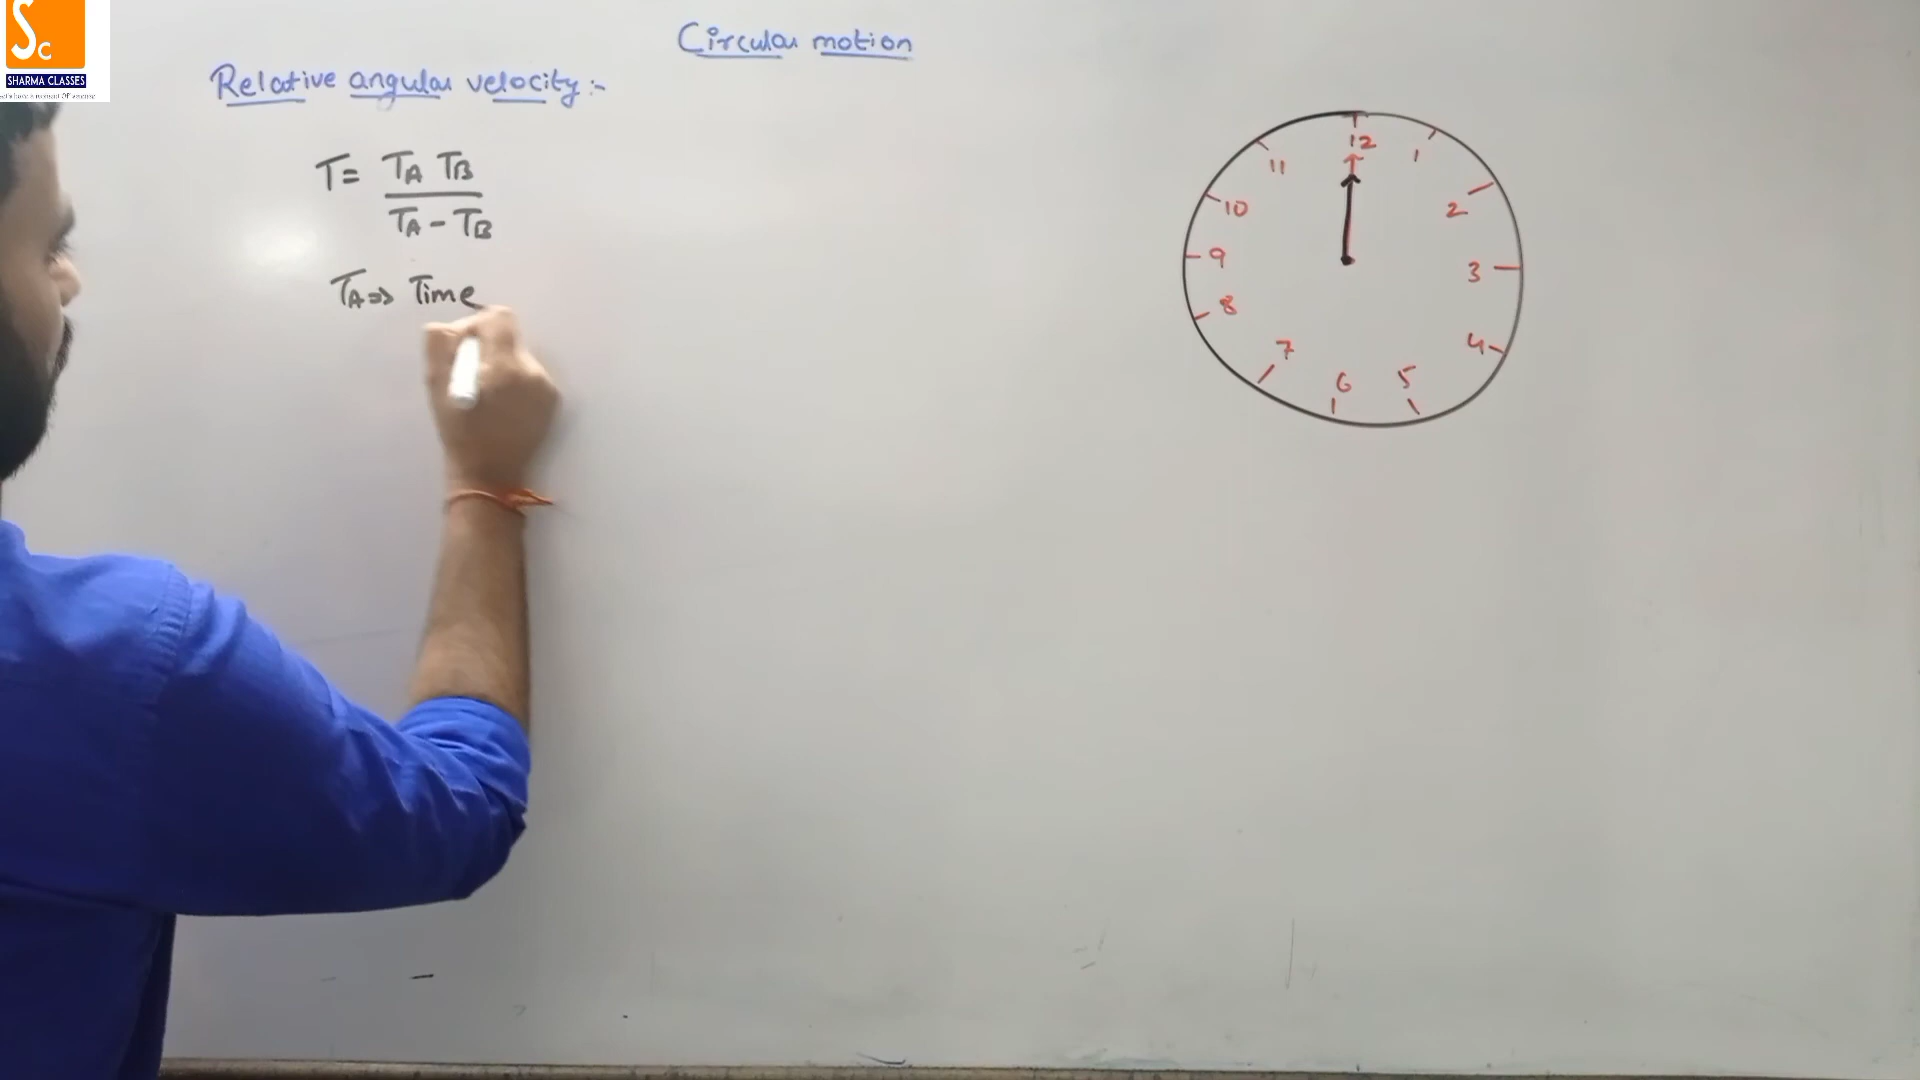 Sc
SHARMA CLASSES
Circular motion
Relative angular velocity :-
T = TA TB
TA - TB
TA => Time
12
1
2
3
4
5
6
7
8
9
10
11